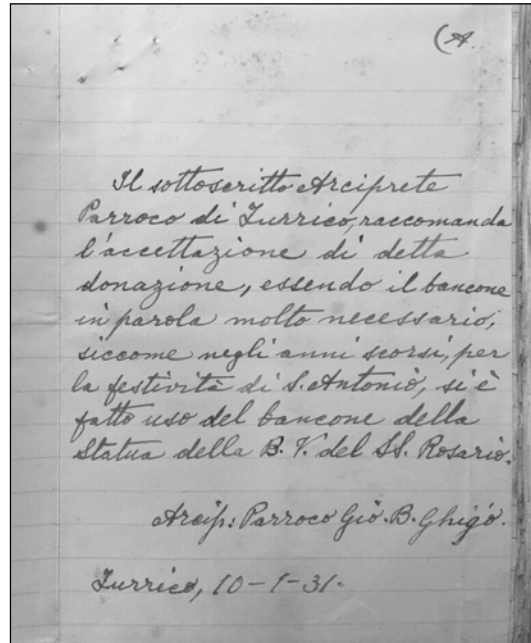 (A
Il sottoscritto Arciprete
Parroco di Zurrico, raccomanda
l'accettazione di detta
donazione, essendo il bancone
in parola molto necessario,
siccome negli anni scorsi, per
la festività di S. Antonio, si è
fatto uso del bancone della
Statua della B. V. del SS. Rosario.
Arcip: Parroco Giò. B. Ghigo.
Zurrico, 10-1-31.